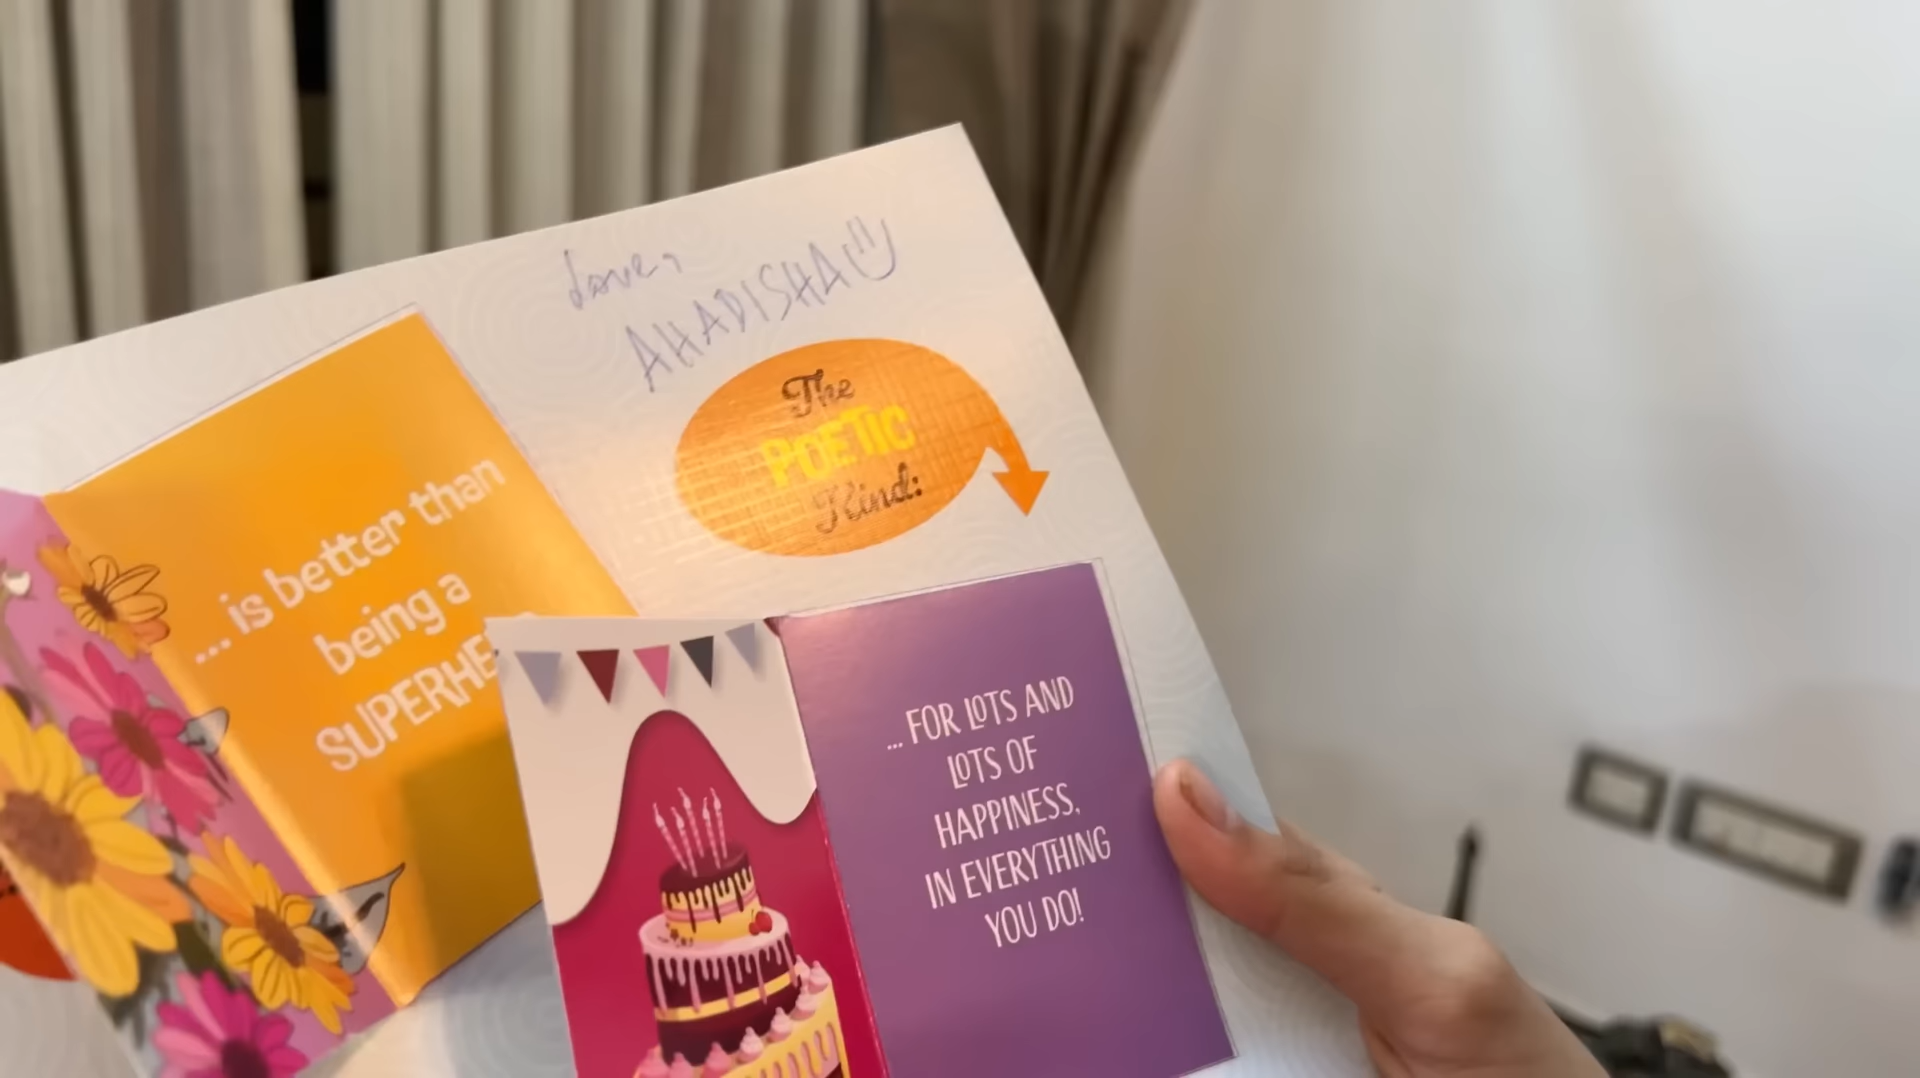 Love,
AHADISHA
The
POETIC
Kind:
... is better than
being a
SUPERHE
... FOR LOTS AND
LOTS OF
HAPPINESS,
IN EVERYTHING
YOU DO!